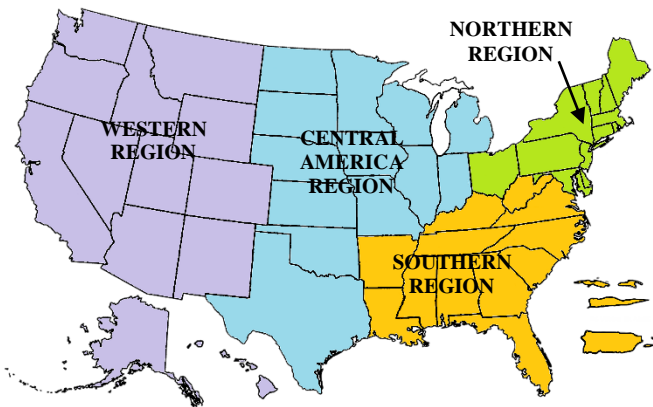 NORTHERN
REGION
WESTERN
REGION
CENTRAL
AMERICA
REGION
SOUTHERN
REGION